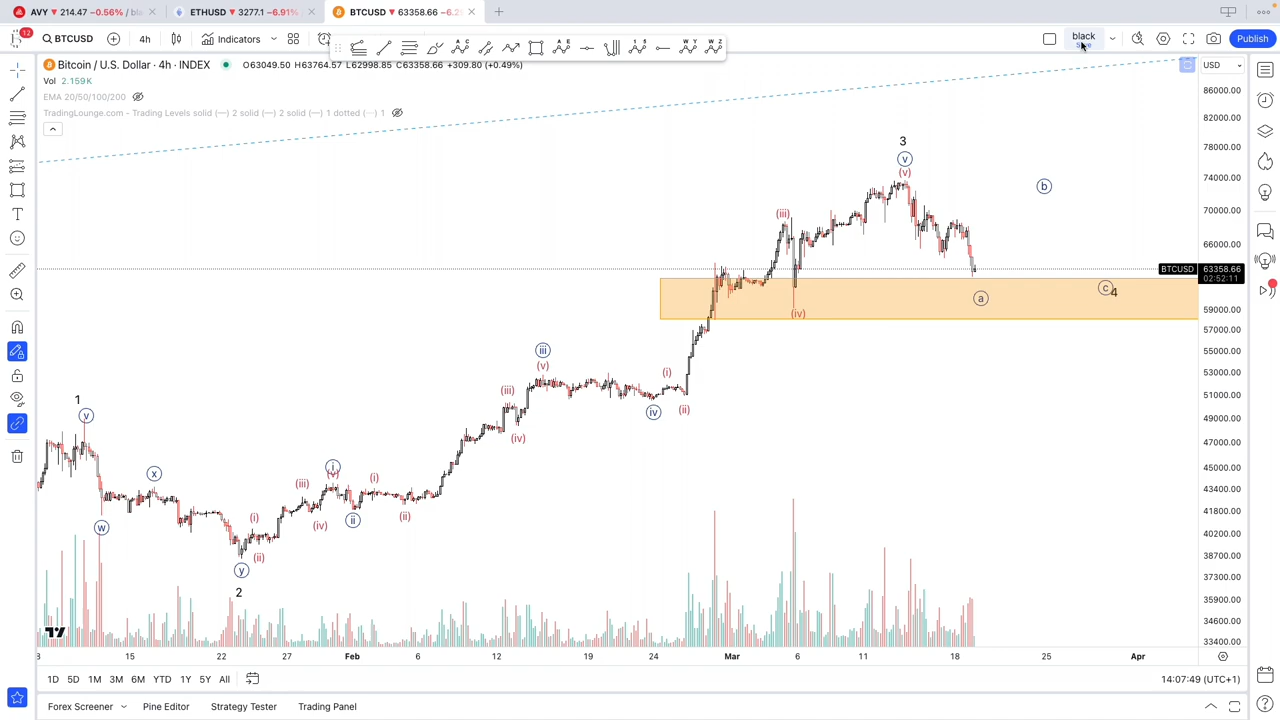 AVY ▼ 214.47 −0.56% / bla
ETHUSD ▼ 3277.1 −6.91%
BTCUSD ▼ 63358.66 −6.2
12
BTCUSD 4h Indicators
black
Save
Publish
Bitcoin / U.S. Dollar · 4h · INDEX O63049.50 H63764.57 L62998.85 C63358.66 +309.80 (+0.49%)
USD
Vol 2.159K
EMA 20/50/100/200
TradingLounge.com – Trading Levels solid (—) 2 solid (—) 2 solid (—) 1 dotted (—) 1
86000.00
82000.00
78000.00
74000.00
70000.00
66000.00
BTCUSD 63358.66
02:52:11
59000.00
57000.00
55000.00
53000.00
51000.00
49000.00
47000.00
45000.00
43400.00
41800.00
40200.00
38700.00
37300.00
35900.00
34600.00
33400.00
3
v
(v)
b
(iii)
a
c 4
(iv)
iii
(v)
(i)
(iii)
1
v
iv
(ii)
(iv)
i
(v)
x
(iii)
(i)
(i)
(ii)
ii
w
(iv)
(ii)
y
2
15 22 27 Feb 6 12 19 24 Mar 6 11 18 25 Apr
1D 5D 1M 3M 6M YTD 1Y 5Y All
14:07:49 (UTC+1)
Forex Screener Pine Editor Strategy Tester Trading Panel